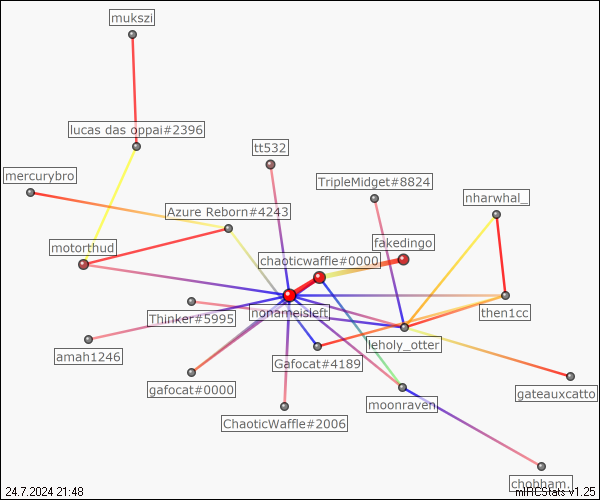 mukszi
lucas das oppai#2396
tt532
mercurybro
TripleMidget#8824
nharwhal_
Azure Reborn#4243
fakedingo
motorthud
chaoticwaffle#0000
nonameisleft
then1cc
Thinker#5995
leholy_otter
amah1246
Gafocat#4189
gafocat#0000
gateauxcatto
moonraven
ChaoticWaffle#2006
chobham.
24.7.2024 21:48
mIRCStats v1.25